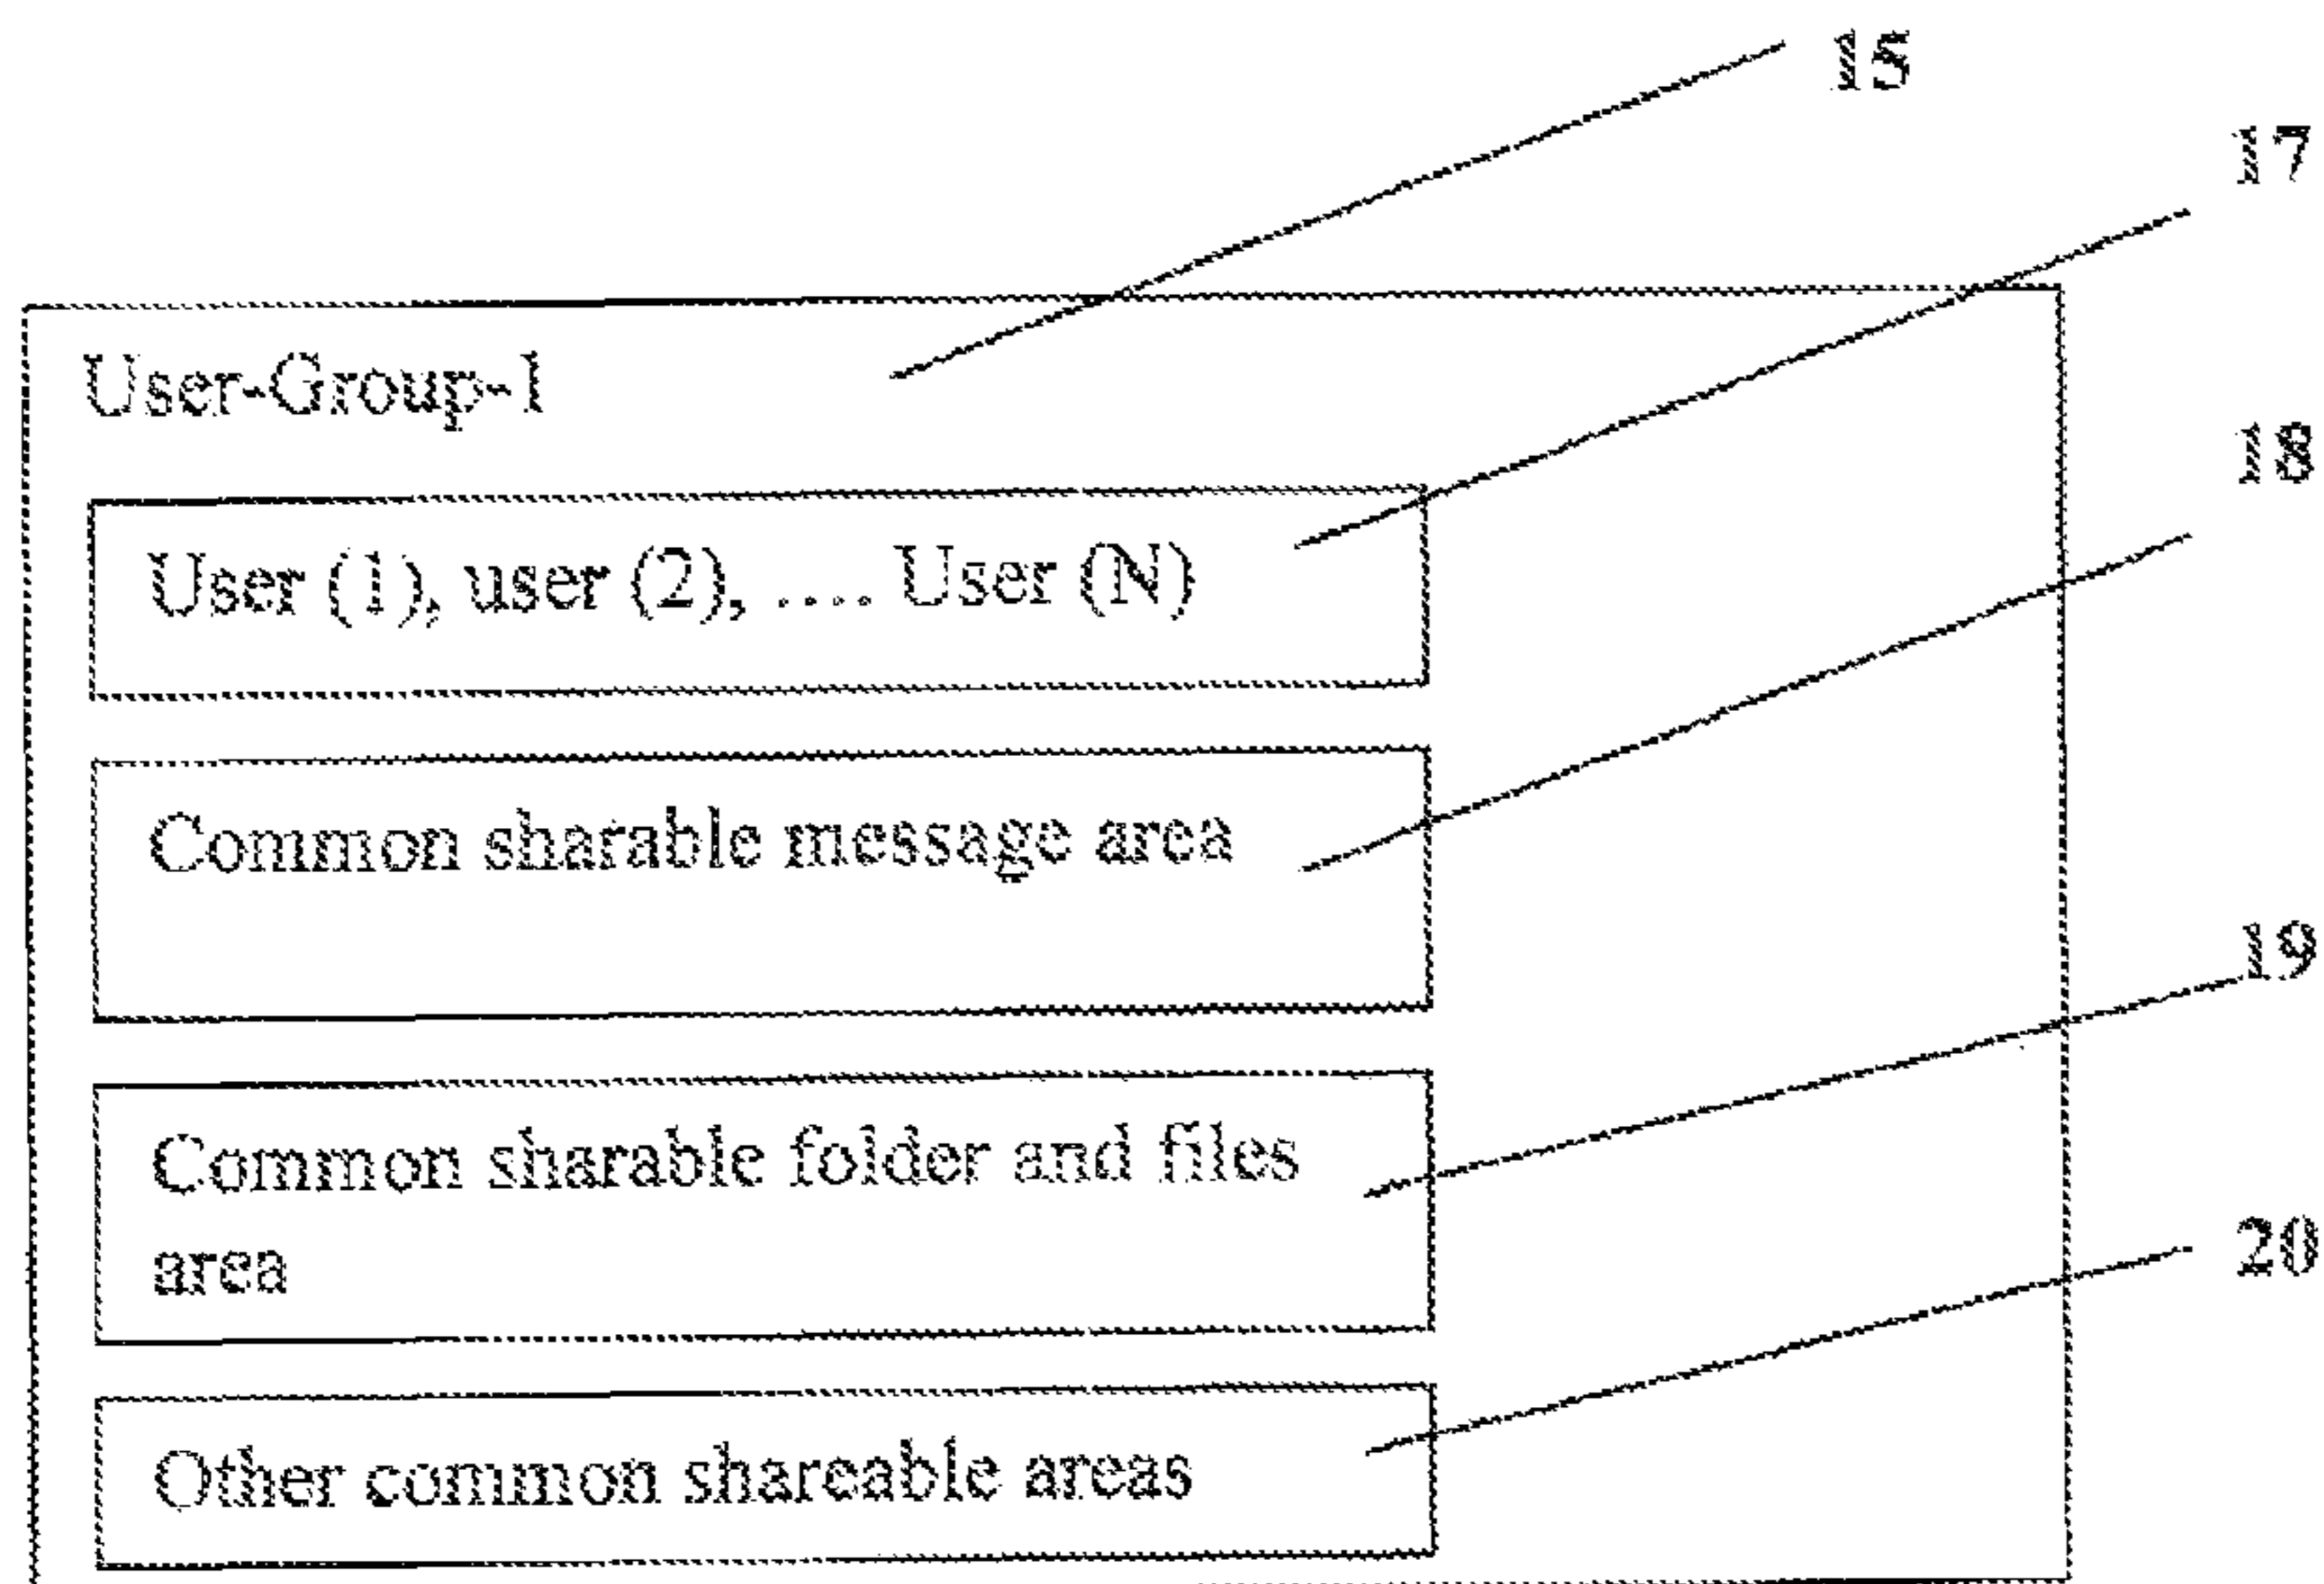 15
17
User-Group-1
18
User (1), user (2), .... User (N)
Common sharable message area
19
Common sharable folder and files
area
20
Other common shareable areas